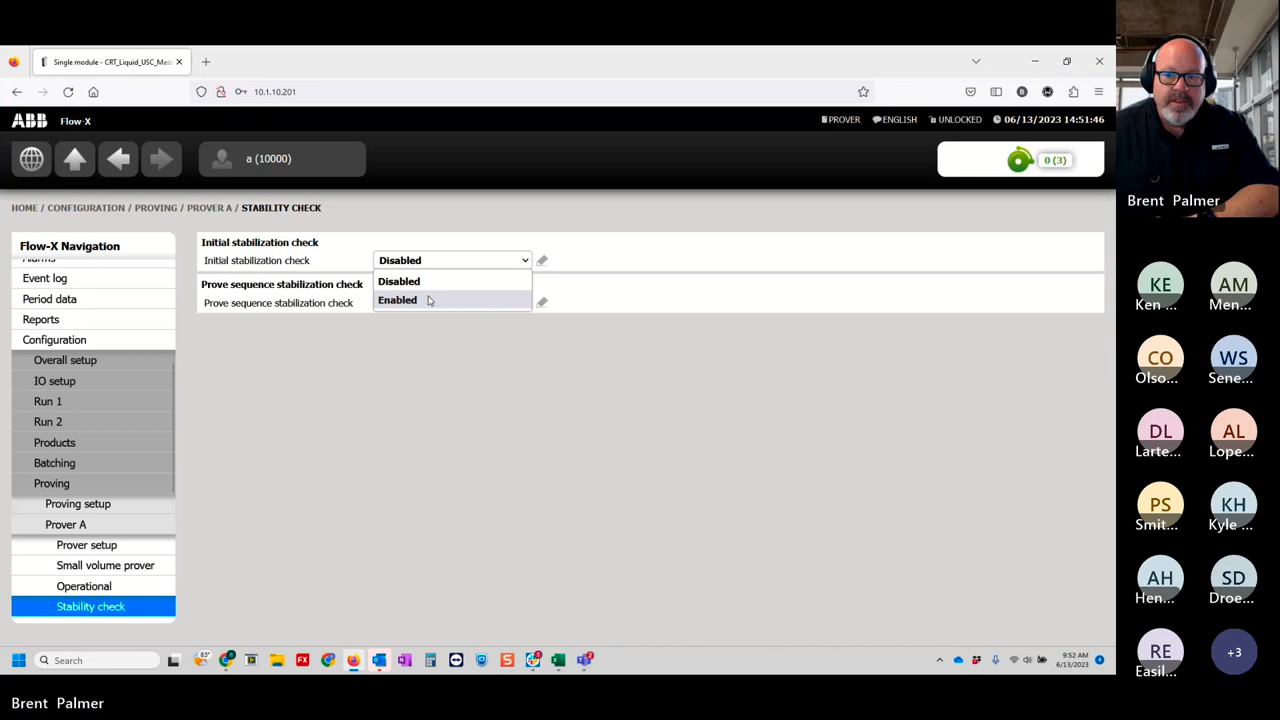 Single module - CRT_Liquid_USC_Mast
10.1.10.201
ABB Flow-X
PROVER ENGLISH UNLOCKED 06/13/2023 14:51:46
a (10000)
0 (3)
HOME / CONFIGURATION / PROVING / PROVER A / STABILITY CHECK
Flow-X Navigation
Alarms
Event log
Period data
Reports
Configuration
Overall setup
IO setup
Run 1
Run 2
Products
Batching
Proving
Proving setup
Prover A
Prover setup
Small volume prover
Operational
Stability check
Initial stabilization check
Initial stabilization check Disabled
Disabled
Enabled
Prove sequence stabilization check
Prove sequence stabilization check
Brent Palmer
KE
Ken ...
AM
Men...
CO
Olso...
WS
Sene...
DL
Larte...
AL
Lope...
PS
Smit...
KH
Kyle ...
AH
Hen...
SD
Droe...
RE
Easil...
+3
83°
Search
FX
9:52 AM
6/13/2023
Brent Palmer